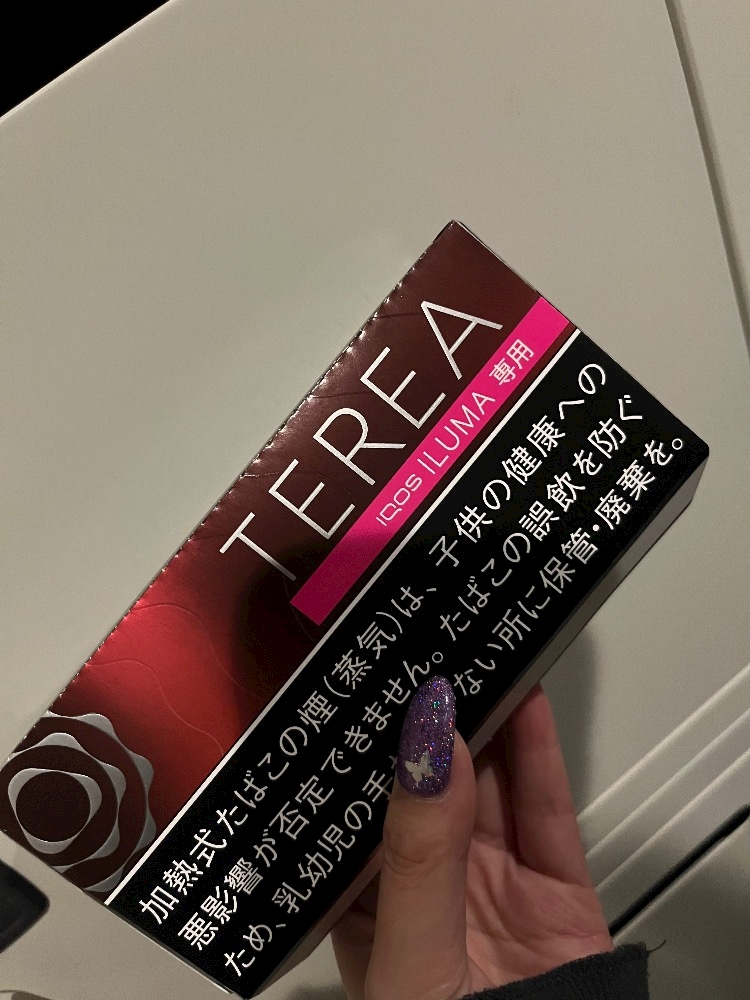 TEREA
IQOS ILUMA 専用
加熱式たばこの煙(蒸気)は、子供の健康への
悪影響が否定できません。たばこの誤飲を防ぐ
ため、乳幼児の手 ない所に保管・廃棄を。